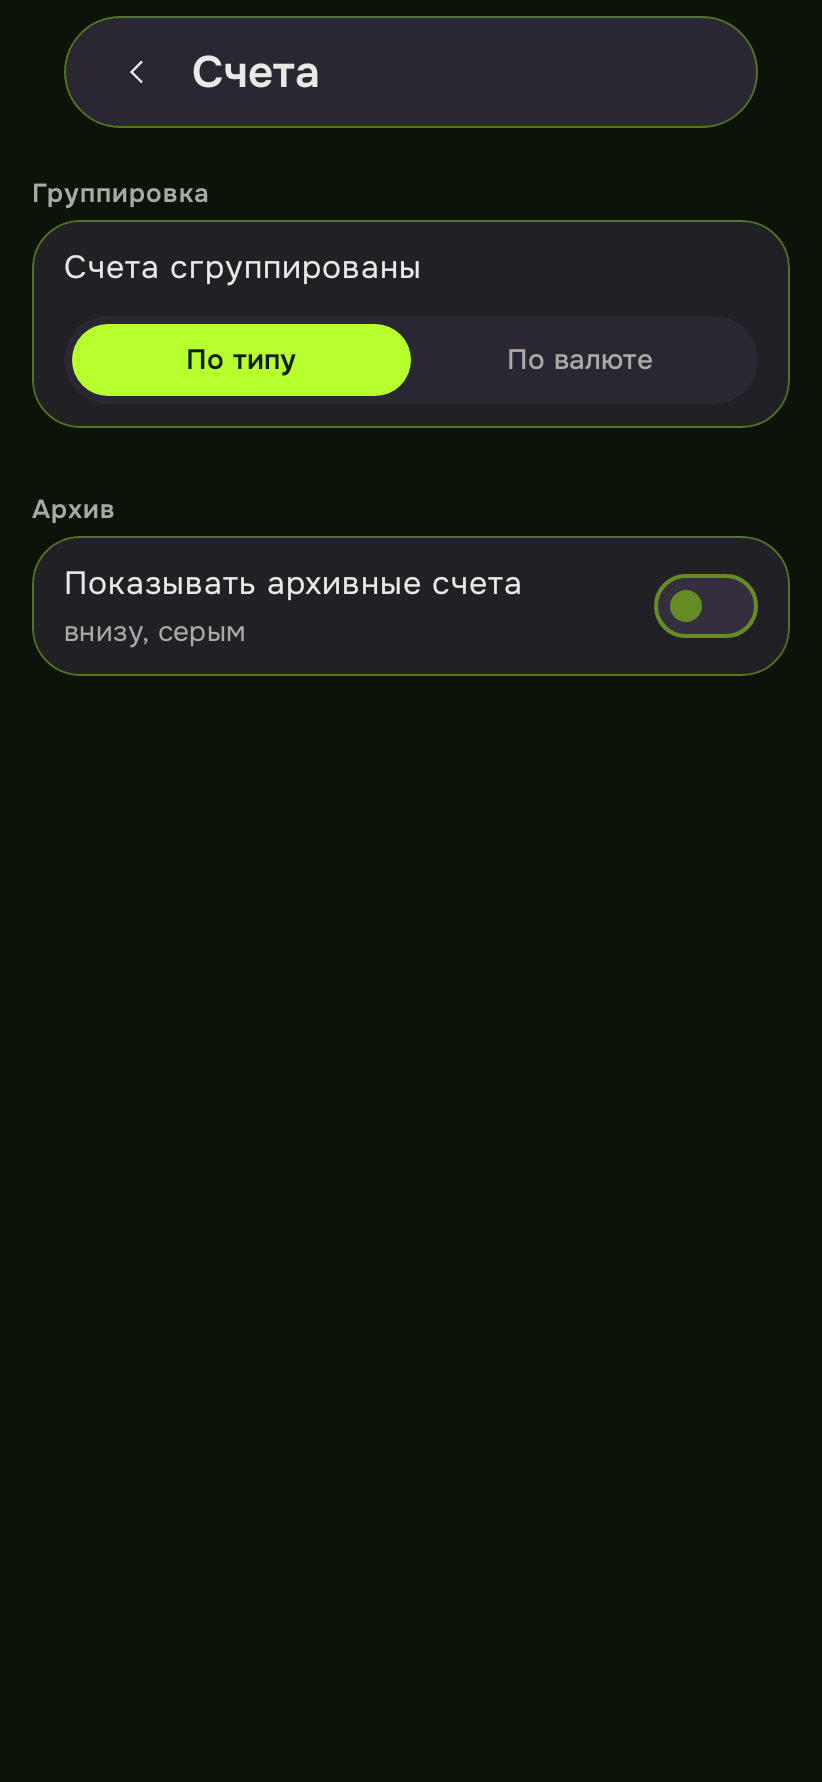 Счета
Группировка
Счета сгруппированы
По типу
По валюте
Архив
Показывать архивные счета
внизу, серым